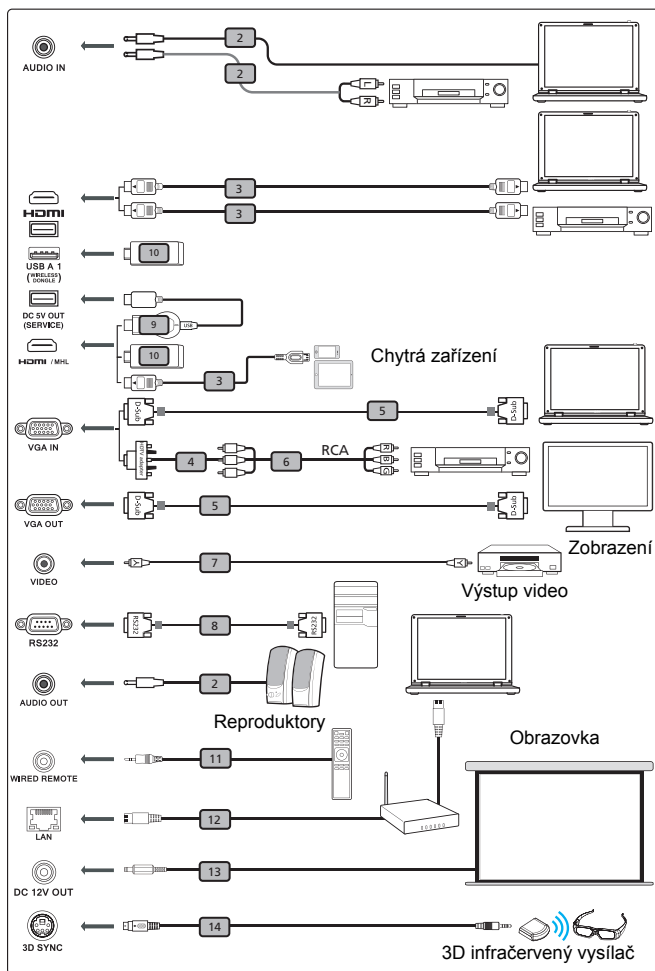 AUDIO IN
2
2
L
R
HDMI
3
3
USB A 1
(WIRELESS DONGLE)
10
DC 5V OUT
(SERVICE)
9
USB
HDMI / MHL
10
3
Chytrá zařízení
VGA IN
D-Sub
5
D-Sub
HDTV adapter
4
6
RCA
R
B
G
VGA OUT
D-Sub
5
D-Sub
Zobrazení
VIDEO
Y
7
Y
Výstup video
RS232
RS232
8
RS232
AUDIO OUT
2
Reproduktory
Obrazovka
WIRED REMOTE
11
LAN
12
DC 12V OUT
13
3D SYNC
14
3D infračervený vysílač